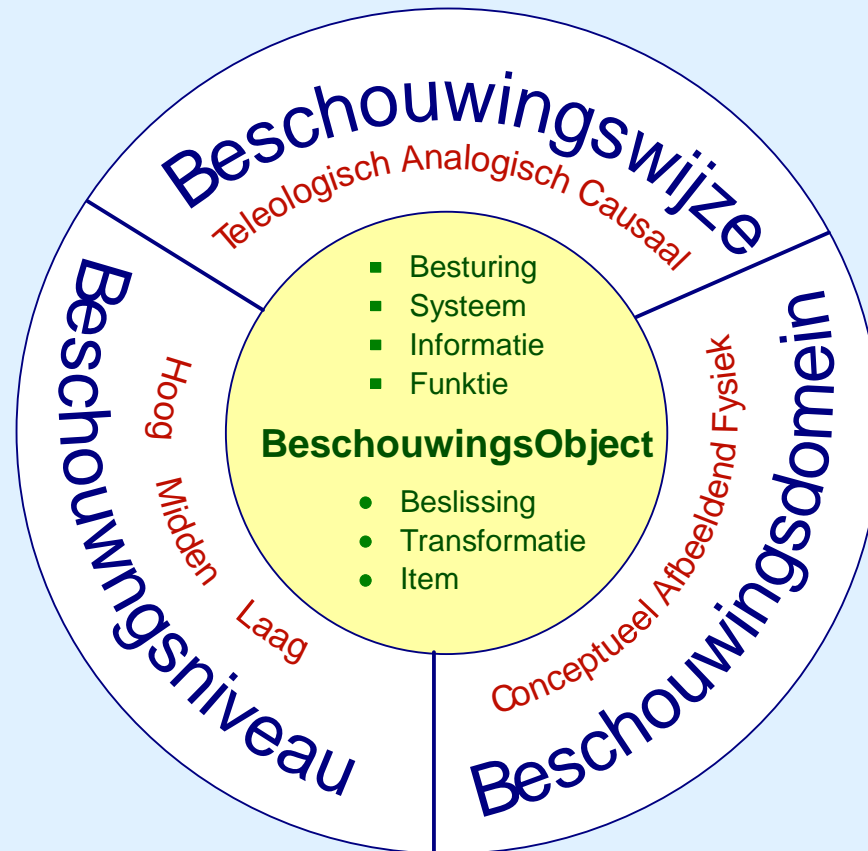 Beschouwingswijze
Teleologisch Analogisch Causaal
▪ Besturing
▪ Systeem
▪ Informatie
▪ Funktie
BeschouwingsObject
• Beslissing
• Transformatie
• Item
Beschouwngsniveau
Hoog
Midden
Laag
Beschouwingsdomein
Conceptueel Afbeeldend Fysiek